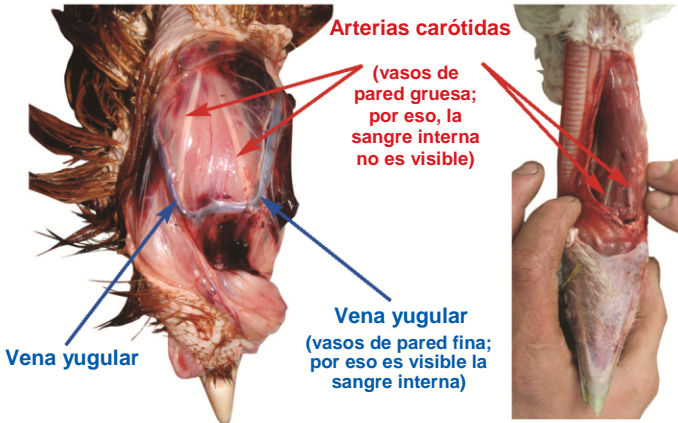 Arterias carótidas
(vasos de
pared gruesa;
por eso, la
sangre interna
no es visible)
Vena yugular
Vena yugular
(vasos de pared fina;
por eso es visible la
sangre interna)